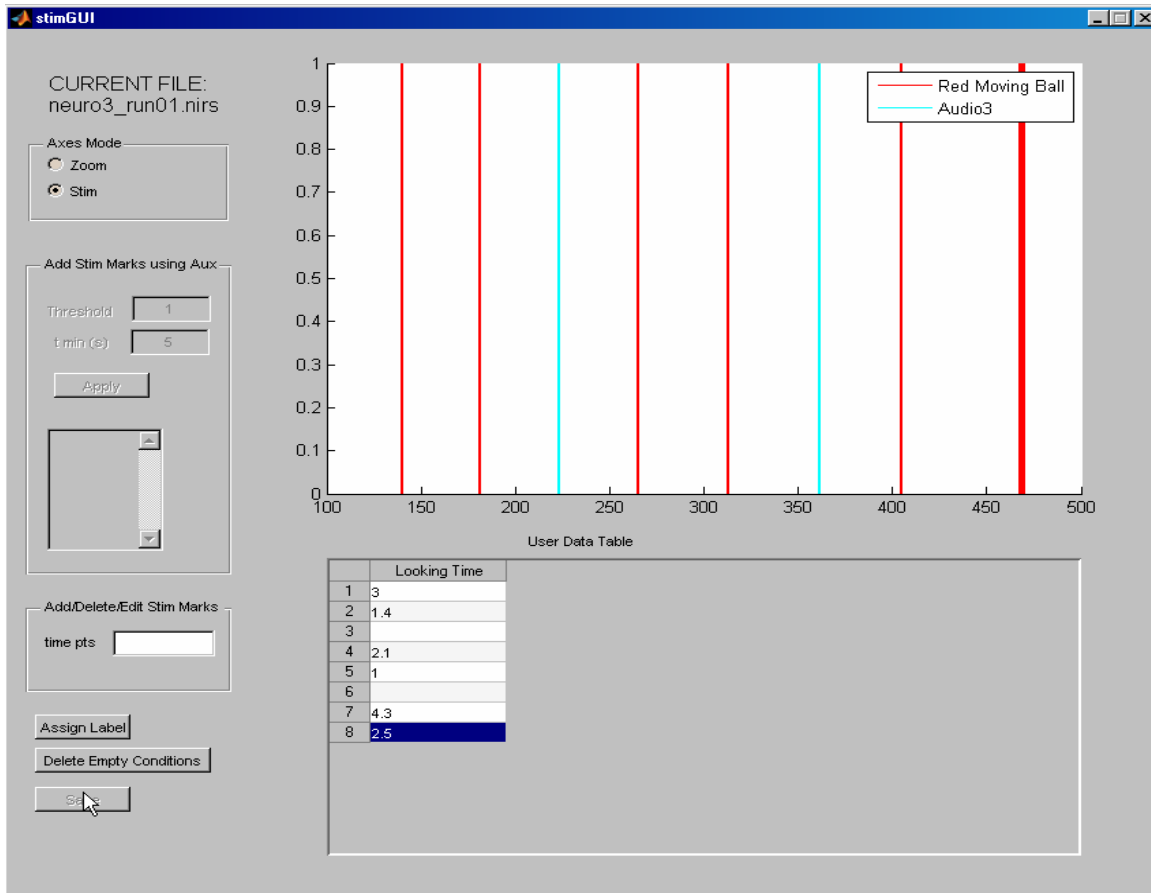 stimGUI
CURRENT FILE:
neuro3_run01.nirs
Axes Mode
Zoom
Stim
Add Stim Marks using Aux
Threshold 1
t min (s) 5
Apply
Add/Delete/Edit Stim Marks
time pts
Assign Label
Delete Empty Conditions
1
0.9
0.8
0.7
0.6
0.5
0.4
0.3
0.2
0.1
0
100 150 200 250 300 350 400 450 500
Red Moving Ball
Audio3
User Data Table
Looking Time
1 3
2 1.4
3
4 2.1
5 1
6
7 4.3
8 2.5